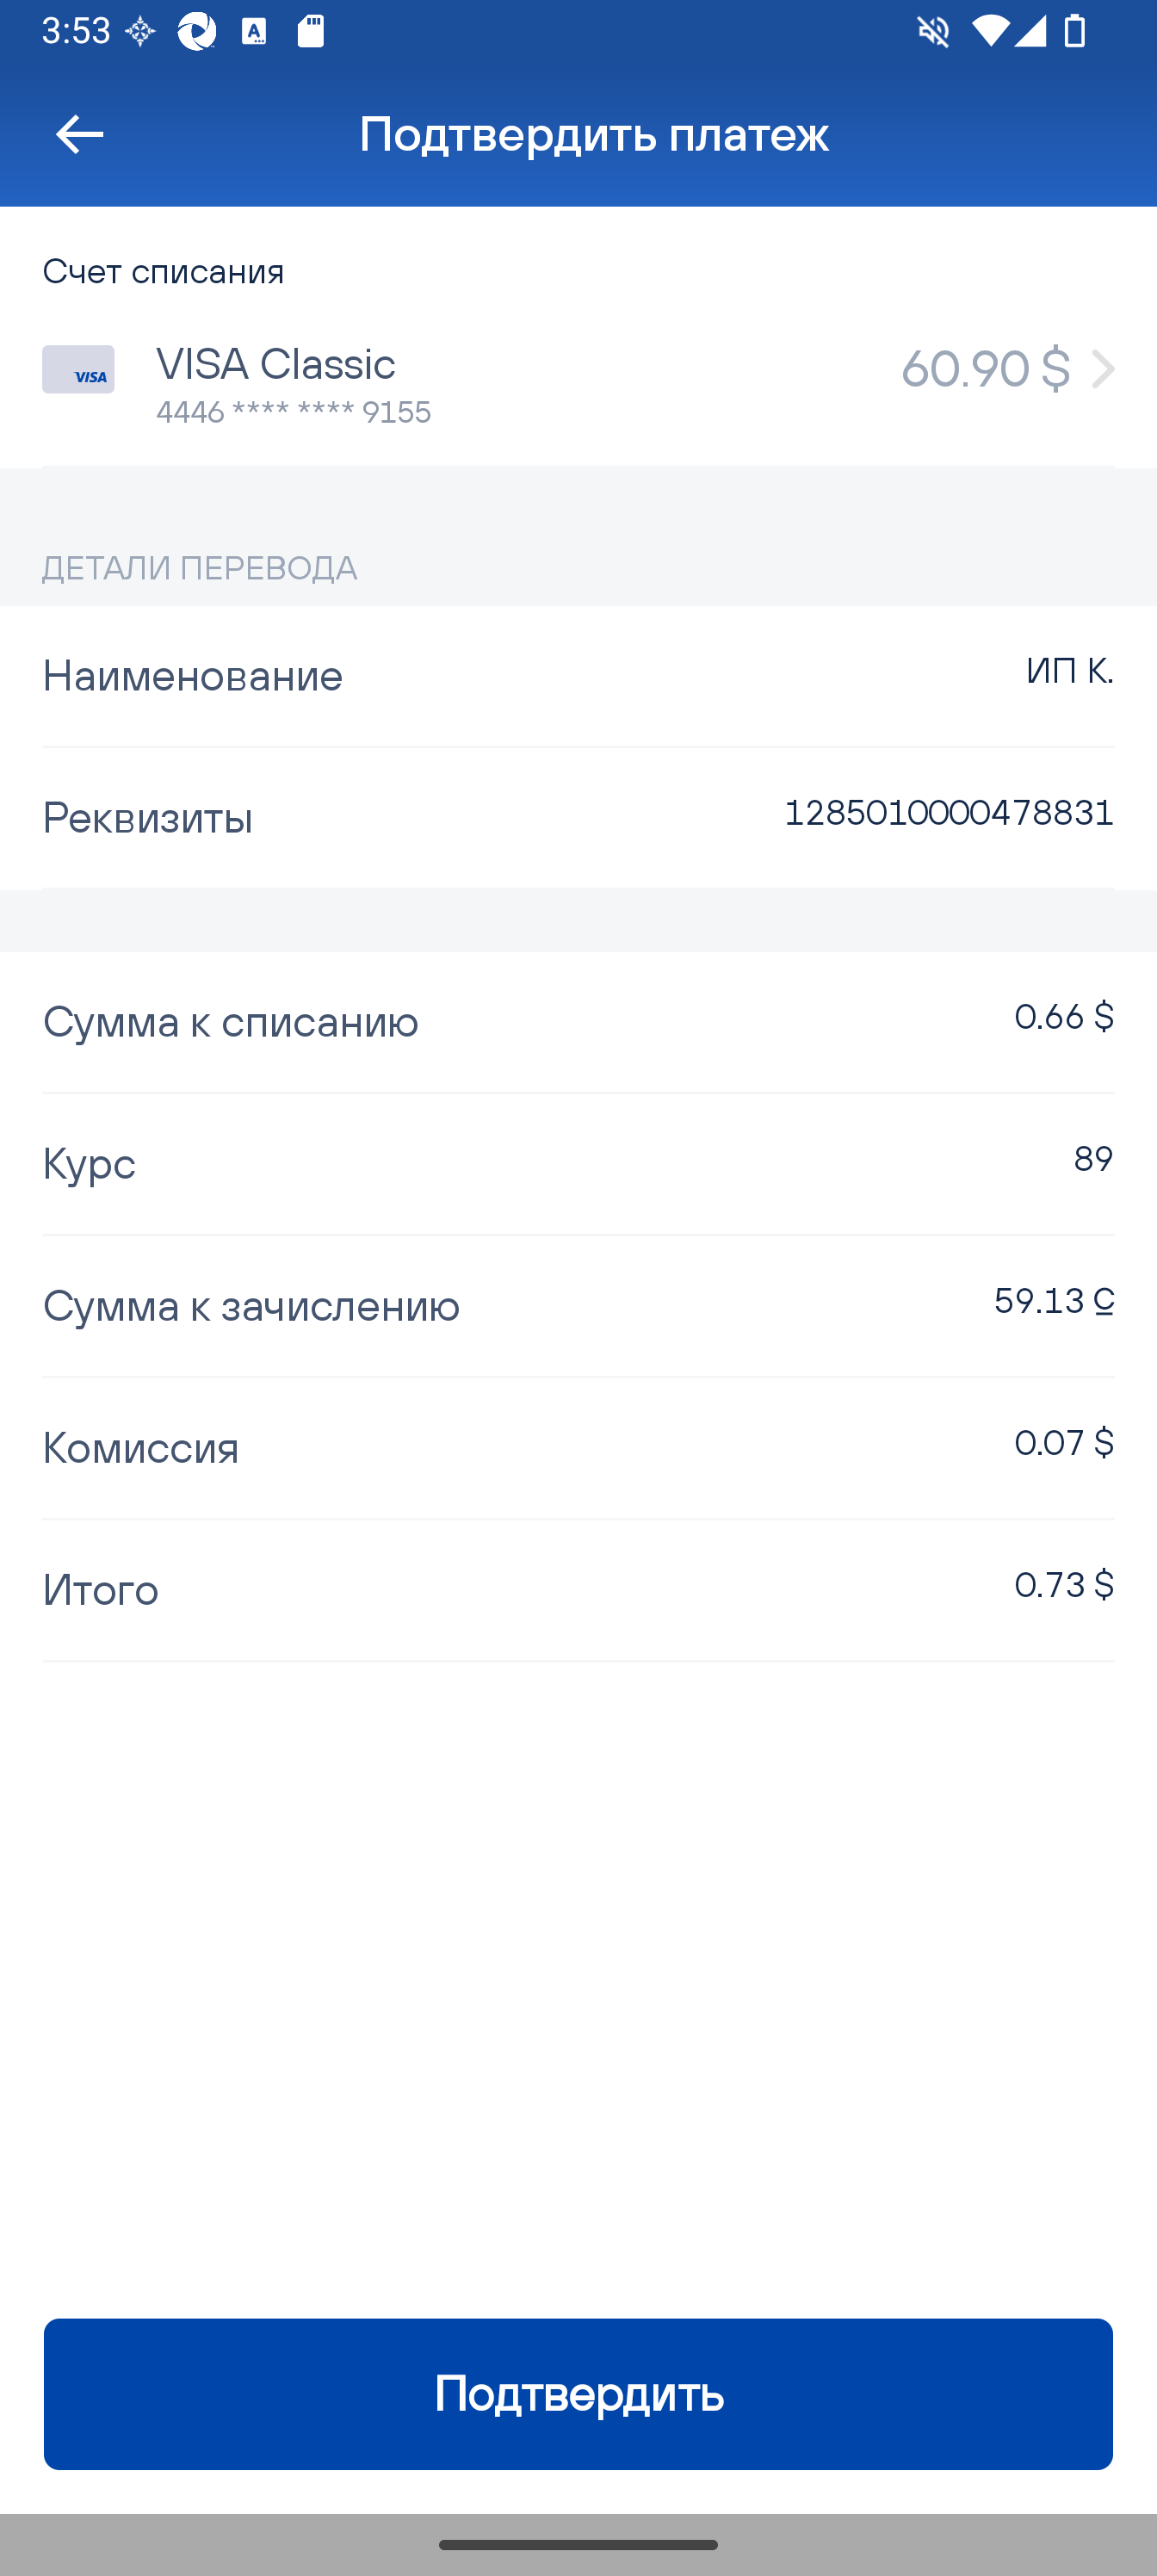 3:53
Подтвердить платеж
Счет списания
VISA Classic
60.90 $
VISA
4446 **** **** 9155
ДЕТАЛИ ПЕРЕВОДА
Наименование
ИП К.
Реквизиты
1285010000478831
Сумма к списанию
0.66 $
Курс
89
Сумма к зачислению
59.13 С̲
Комиссия
0.07 $
Итого
0.73 $
Подтвердить